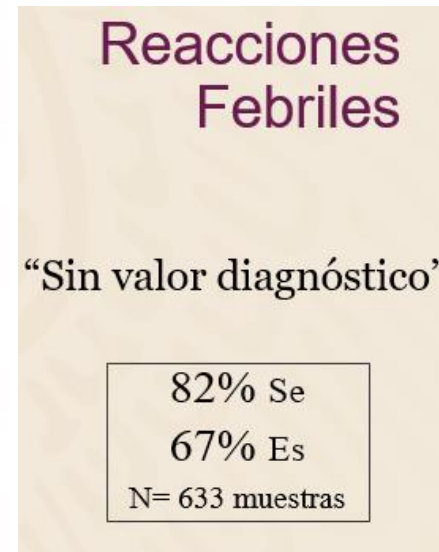 Reacciones
Febriles
“Sin valor diagnóstico’
82% Se
67% Es
N= 633 muestras